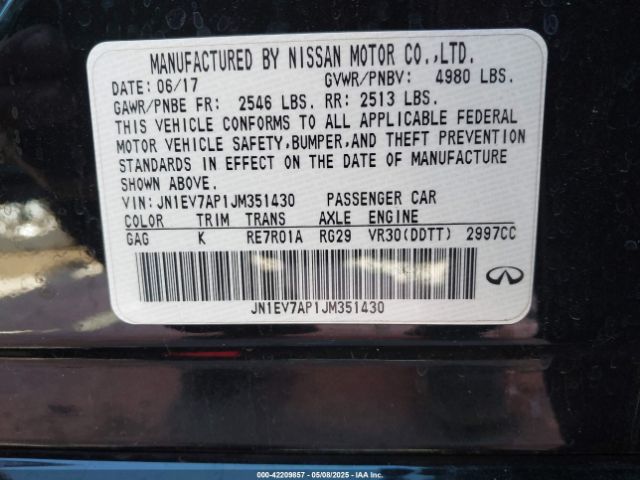 MANUFACTURED BY NISSAN MOTOR CO.,LTD.
DATE: 06/17 GVWR/PNBV: 4980 LBS.
GAWR/PNBE FR: 2546 LBS. RR: 2513 LBS.
THIS VEHICLE CONFORMS TO ALL APPLICABLE FEDERAL
MOTOR VEHICLE SAFETY,BUMPER,AND THEFT PREVENTION
STANDARDS IN EFFECT ON THE DATE OF MANUFACTURE
SHOWN ABOVE.
VIN: JN1EV7AP1JM351430 PASSENGER CAR
COLOR TRIM TRANS AXLE ENGINE
GAG K RE7R01A RG29 VR30(DDTT) 2997CC
JN1EV7AP1JM351430
000-42209857 05/08/2025 IAA Inc.